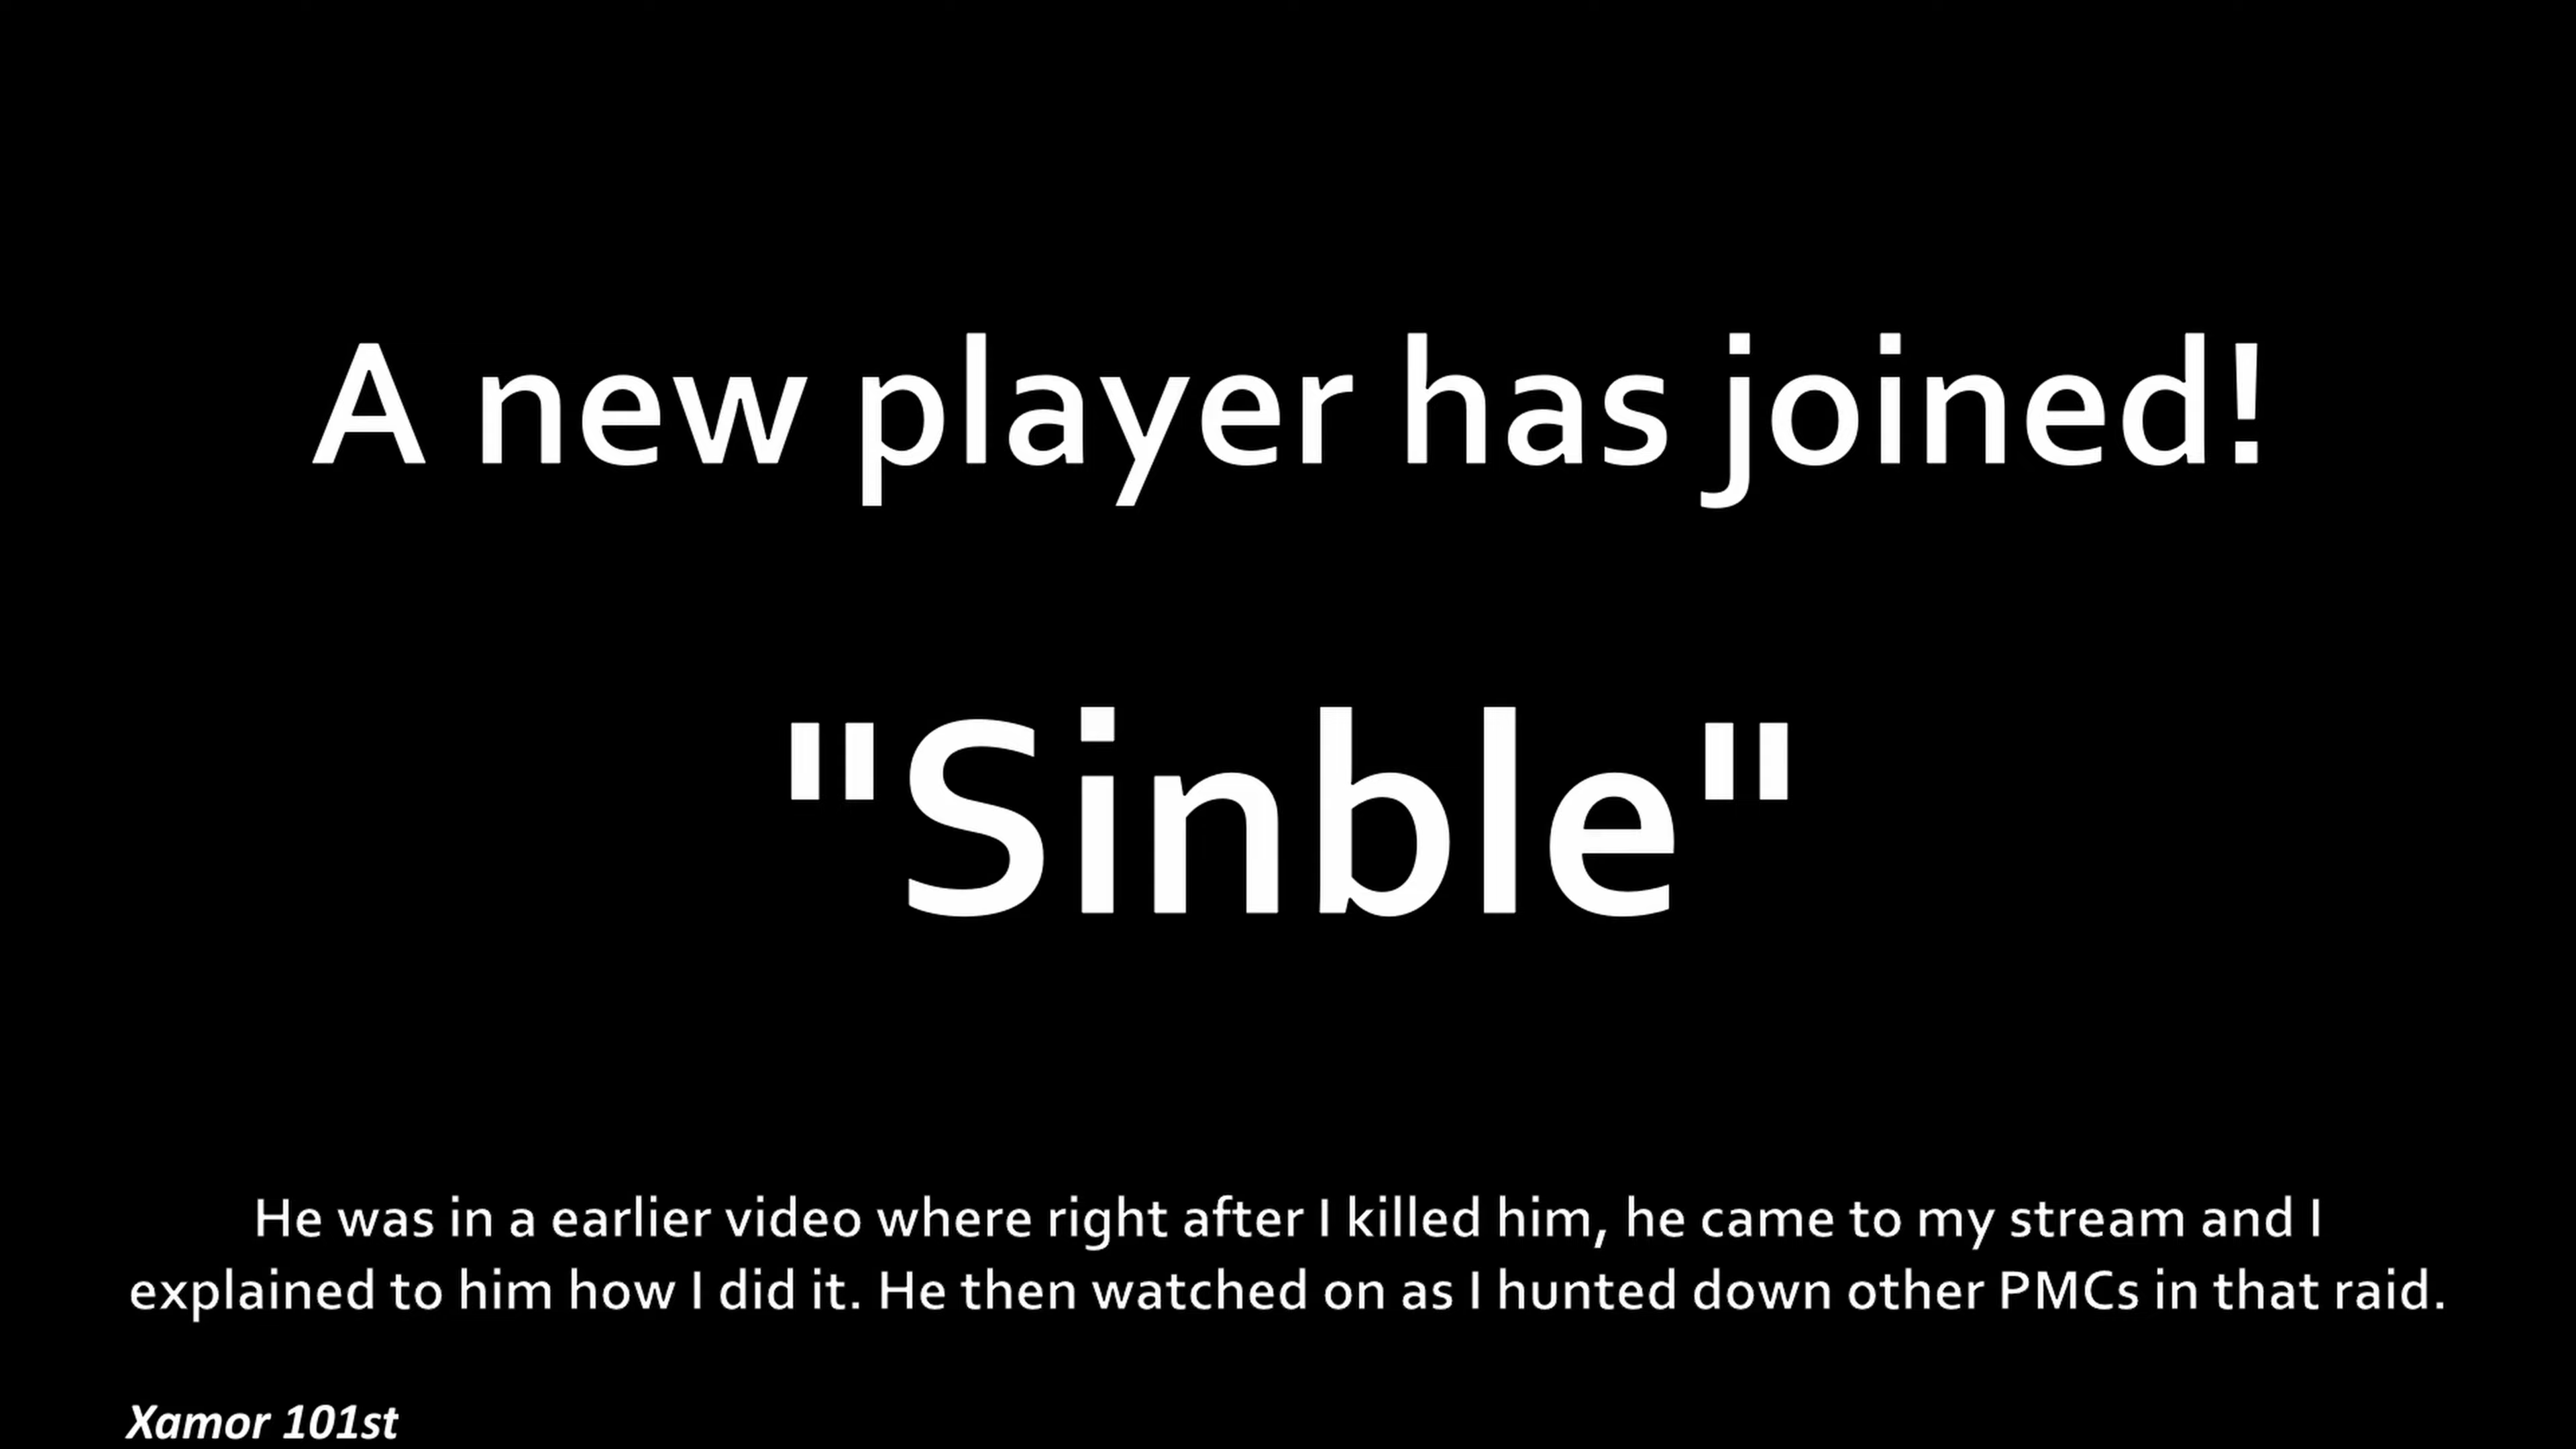 A new player has joined!
"Sinble"
He was in a earlier video where right after I killed him, he came to my stream and I
explained to him how I did it. He then watched on as I hunted down other PMCs in that raid.
Xamor 101st